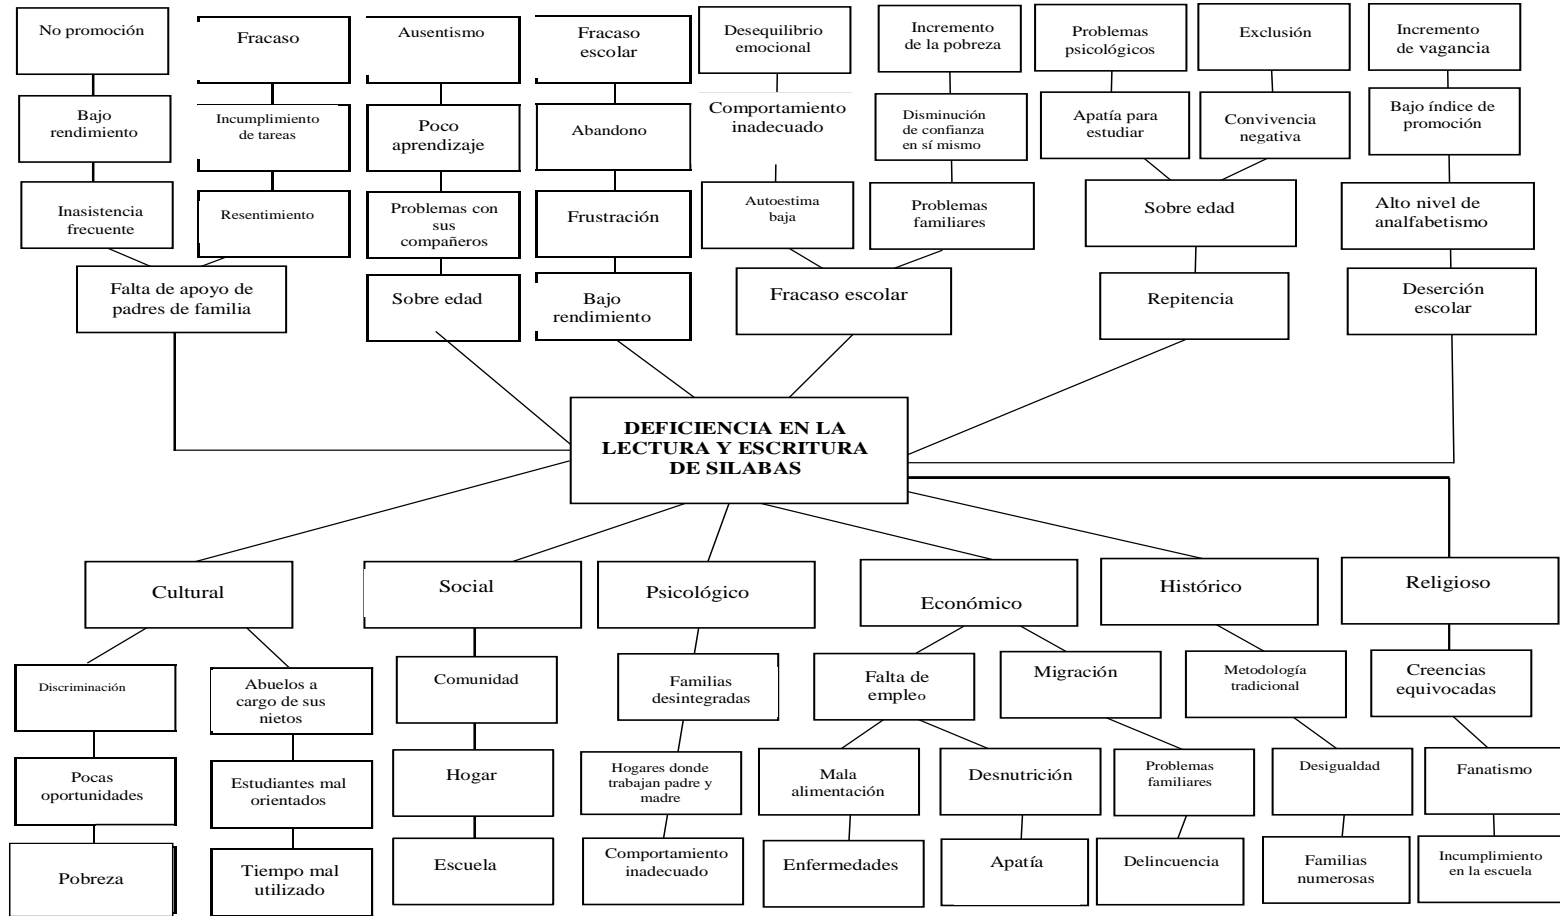 No promoción
Fracaso
Ausentismo
Fracaso
escolar
Desequilibrio
emocional
Incremento
de la pobreza
Problemas
psicológicos
Exclusión
Incremento
de vagancia
Bajo
rendimiento
Incumplimiento
de tareas
Poco
aprendizaje
Abandono
Comportamiento
inadecuado
Disminución
de confianza
en sí mismo
Apatía para
estudiar
Convivencia
negativa
Bajo índice de
promoción
Inasistencia
frecuente
Resentimiento
Problemas con
sus
compañeros
Frustración
Autoestima
baja
Problemas
familiares
Sobre edad
Alto nivel de
analfabetismo
Falta de apoyo de
padres de familia
Sobre edad
Bajo
rendimiento
Fracaso escolar
Repitencia
Deserción
escolar
DEFICIENCIA EN LA
LECTURA Y ESCRITURA
DE SILABAS
Cultural
Social
Psicológico
Económico
Histórico
Religioso
Discriminación
Abuelos a
cargo de sus
nietos
Comunidad
Familias
desintegradas
Falta de
empleo
Migración
Metodología
tradicional
Creencias
equivocadas
Pocas
oportunidades
Estudiantes mal
orientados
Hogar
Hogares donde
trabajan padre y
madre
Mala
alimentación
Desnutrición
Problemas
familiares
Desigualdad
Fanatismo
Pobreza
Tiempo mal
utilizado
Escuela
Comportamiento
inadecuado
Enfermedades
Apatía
Delincuencia
Familias
numerosas
Incumplimiento
en la escuela